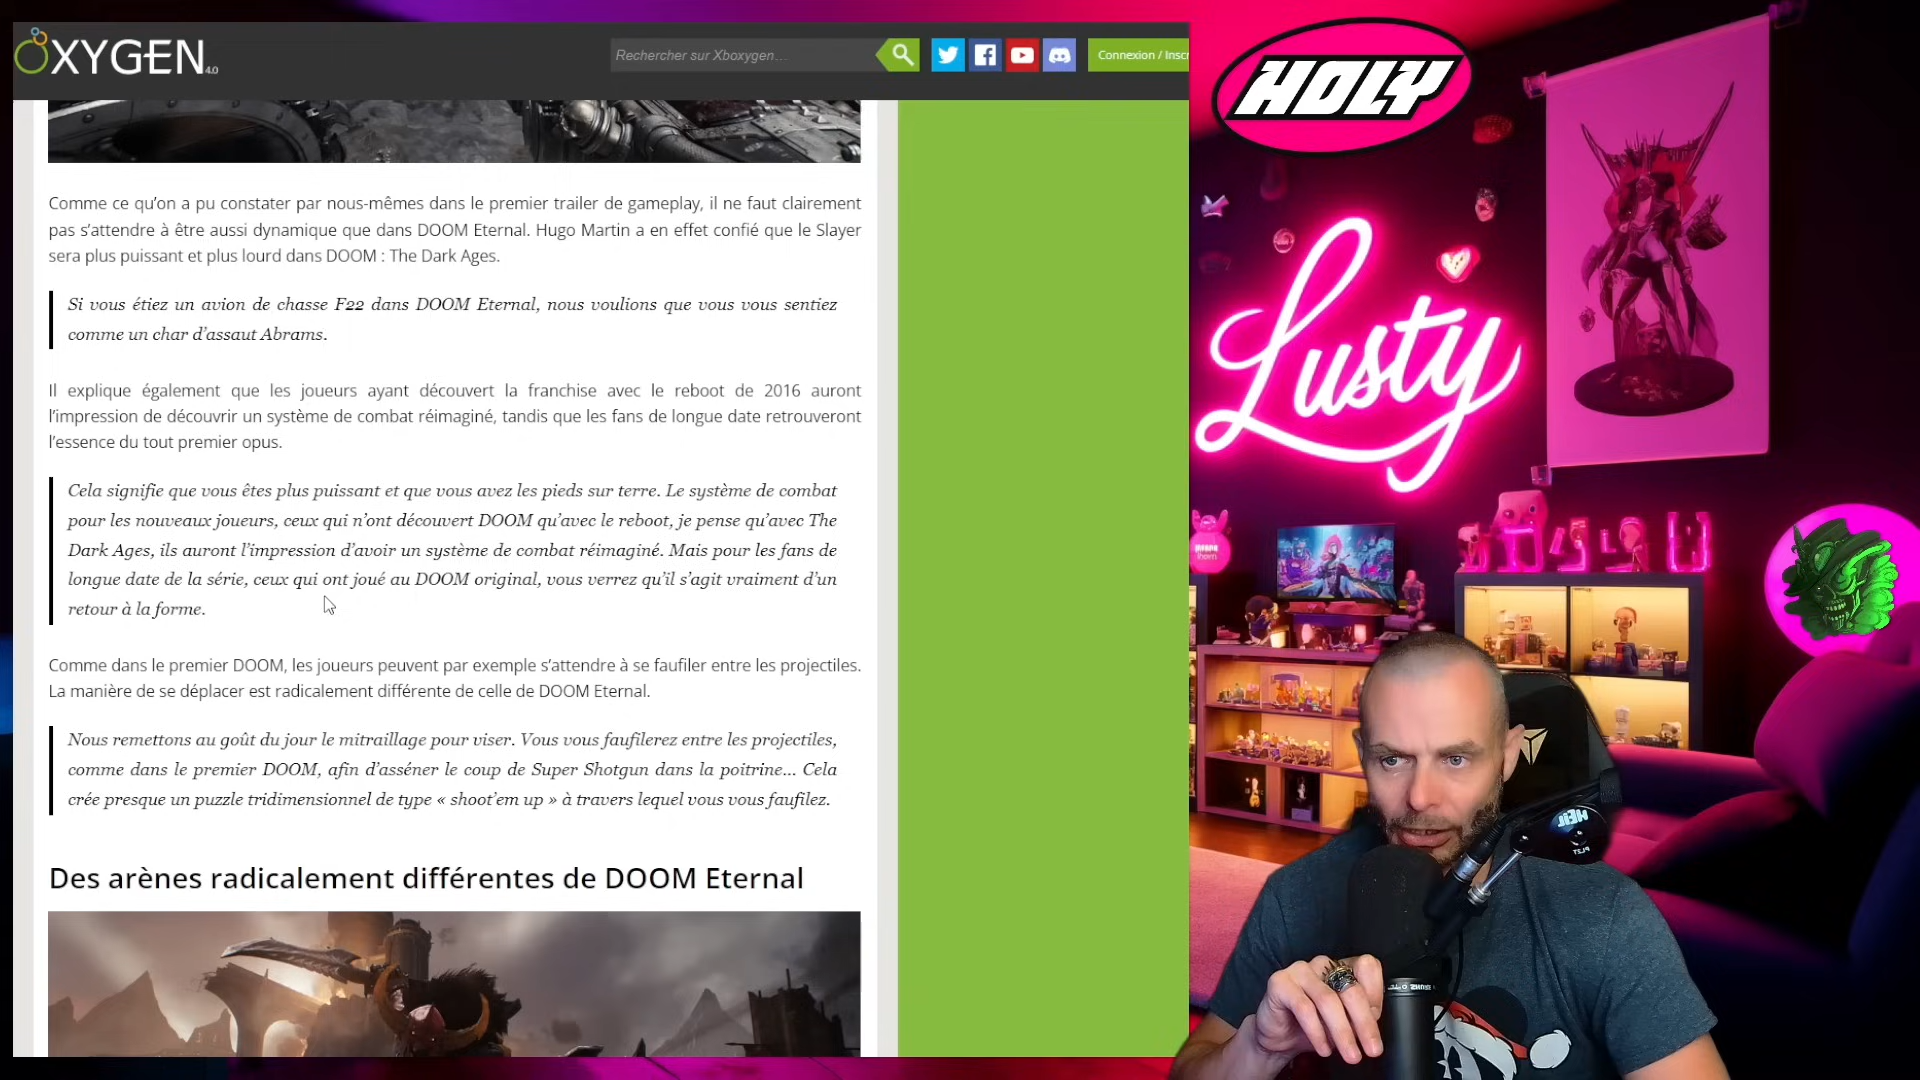 OXYGEN 4.0
Rechercher sur Xboxygen…
Connexion / Inscr
HOLY
Comme ce qu’on a pu constater par nous-mêmes dans le premier trailer de gameplay, il ne faut clairement
pas s’attendre à être aussi dynamique que dans DOOM Eternal. Hugo Martin a en effet confié que le Slayer
sera plus puissant et plus lourd dans DOOM : The Dark Ages.
Si vous étiez un avion de chasse F22 dans DOOM Eternal, nous voulions que vous vous sentiez
comme un char d’assaut Abrams.
Il explique également que les joueurs ayant découvert la franchise avec le reboot de 2016 auront
l’impression de découvrir un système de combat réimaginé, tandis que les fans de longue date retrouveront
l’essence du tout premier opus.
Lusty
Cela signifie que vous êtes plus puissant et que vous avez les pieds sur terre. Le système de combat
pour les nouveaux joueurs, ceux qui n’ont découvert DOOM qu’avec le reboot, je pense qu’avec The
Dark Ages, ils auront l’impression d’avoir un système de combat réimaginé. Mais pour les fans de
longue date de la série, ceux qui ont joué au DOOM original, vous verrez qu’il s’agit vraiment d’un
retour à la forme.
Comme dans le premier DOOM, les joueurs peuvent par exemple s’attendre à se faufiler entre les projectiles.
La manière de se déplacer est radicalement différente de celle de DOOM Eternal.
Nous remettons au goût du jour le mitraillage pour viser. Vous vous faufilerez entre les projectiles,
comme dans le premier DOOM, afin d’asséner le coup de Super Shotgun dans la poitrine... Cela
crée presque un puzzle tridimensionnel de type « shoot’em up » à travers lequel vous vous faufilez.
Des arènes radicalement différentes de DOOM Eternal